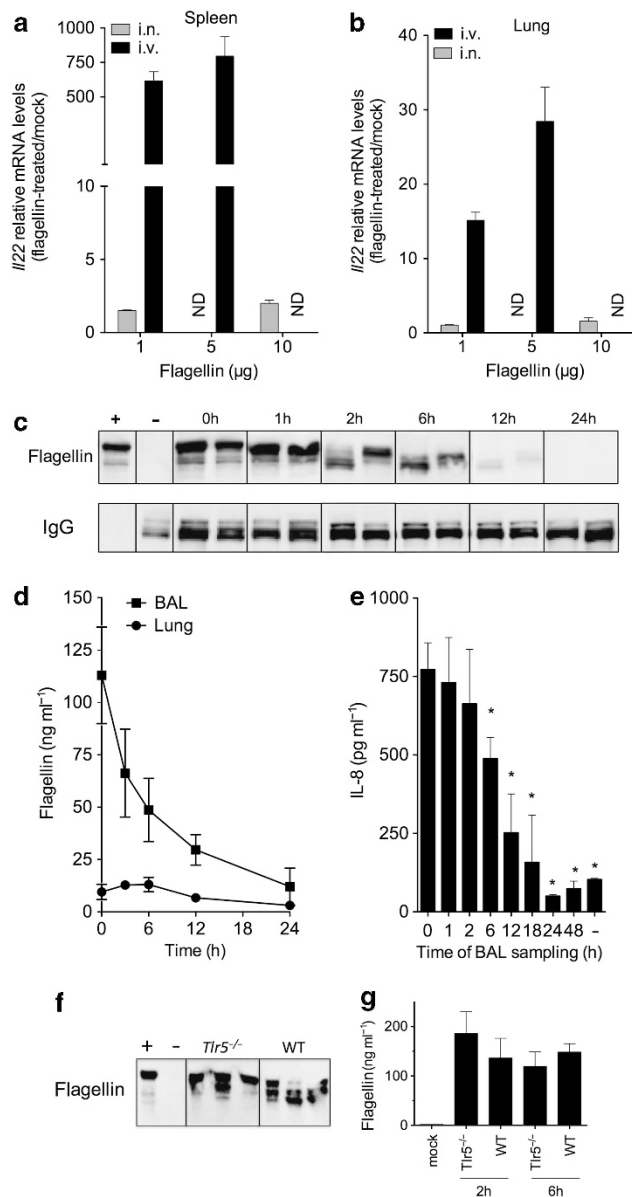 a
Spleen
i.n.
i.v.
Il22 relative mRNA levels
(flagellin-treated/mock)
1000
750
500
10
5
2
0
ND
ND
1
5
10
Flagellin (µg)
b
Lung
i.v.
i.n.
Il22 relative mRNA levels
(flagellin-treated/mock)
40
30
20
10
0
ND
ND
1
5
10
Flagellin (µg)
c
+ – 0h 1h 2h 6h 12h 24h
Flagellin
IgG
d
BAL
Lung
Flagellin (ng ml−1)
150
125
100
75
50
25
10
0
0 6 12 24
Time (h)
e
IL-8 (pg ml−1)
1000
750
500
250
0
* * * * * *
0 1 2 6 12 18 24 48 –
Time of BAL sampling (h)
f
+ – Tlr5−/− WT
Flagellin
g
Flagellin (ng ml−1)
200
150
100
50
0
mock
Tlr5−/−
WT
Tlr5−/−
WT
2h
6h